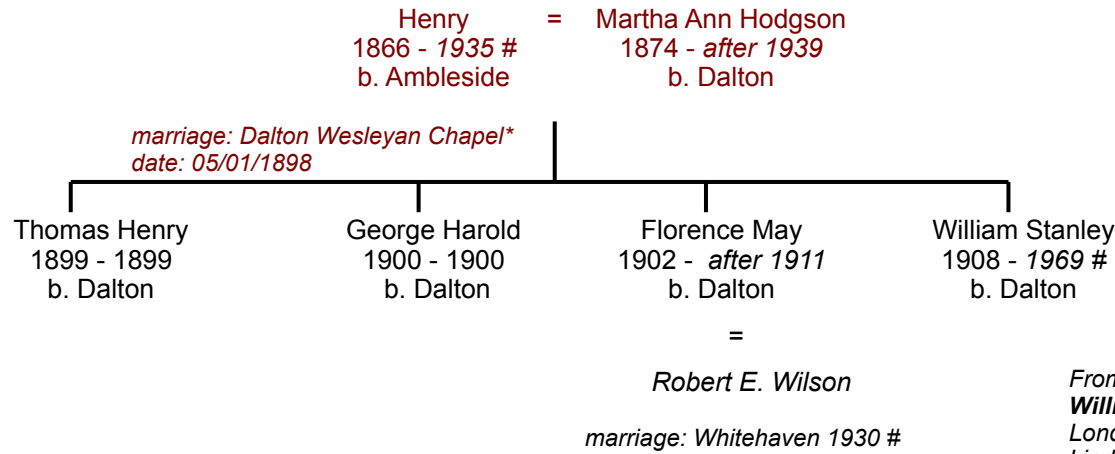 Henry = Martha Ann Hodgson
1866 - 1935 # 1874 - after 1939
b. Ambleside b. Dalton
marriage: Dalton Wesleyan Chapel*
date: 05/01/1898
Thomas Henry George Harold Florence May William Stanley
1899 - 1899 1900 - 1900 1902 - after 1911 1908 - 1969 #
b. Dalton b. Dalton b. Dalton b. Dalton
=
Robert E. Wilson
marriage: Whitehaven 1930 #